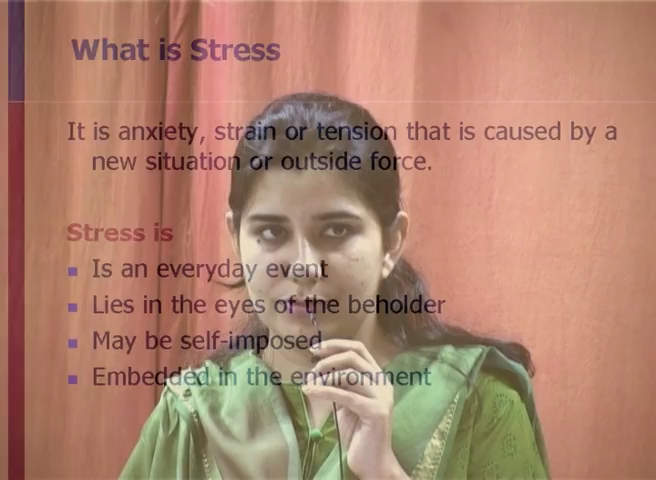 What is Stress
It is anxiety, strain or tension that is caused by a
new situation or outside force.
Stress is
Is an everyday event
Lies in the eyes of the beholder
May be self-imposed
Embedded in the environment